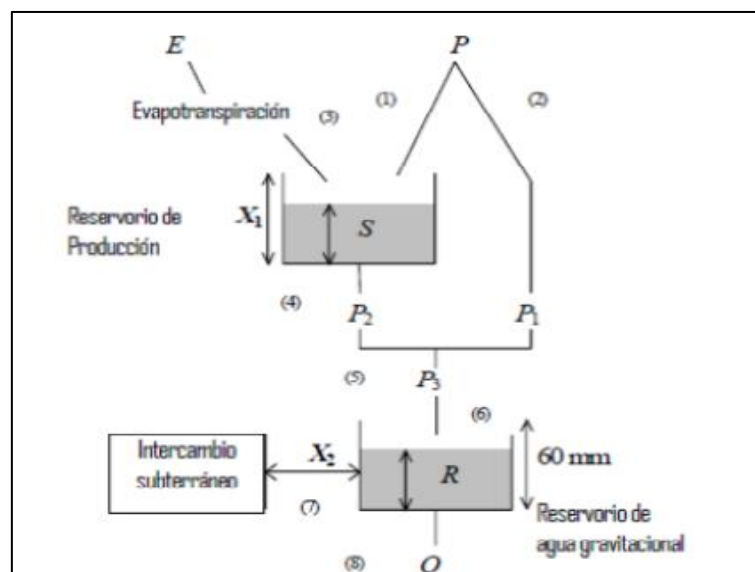 E
P
Evapotranspiración
(3)
(1)
(2)
Reservorio de
Producción
X₁
S
(4)
P₂
P₁
(5)
P₃
(6)
Intercambio
subterráneo
X₂
(7)
R
60 mm
Reservorio de
agua gravitacional
(8)
Q